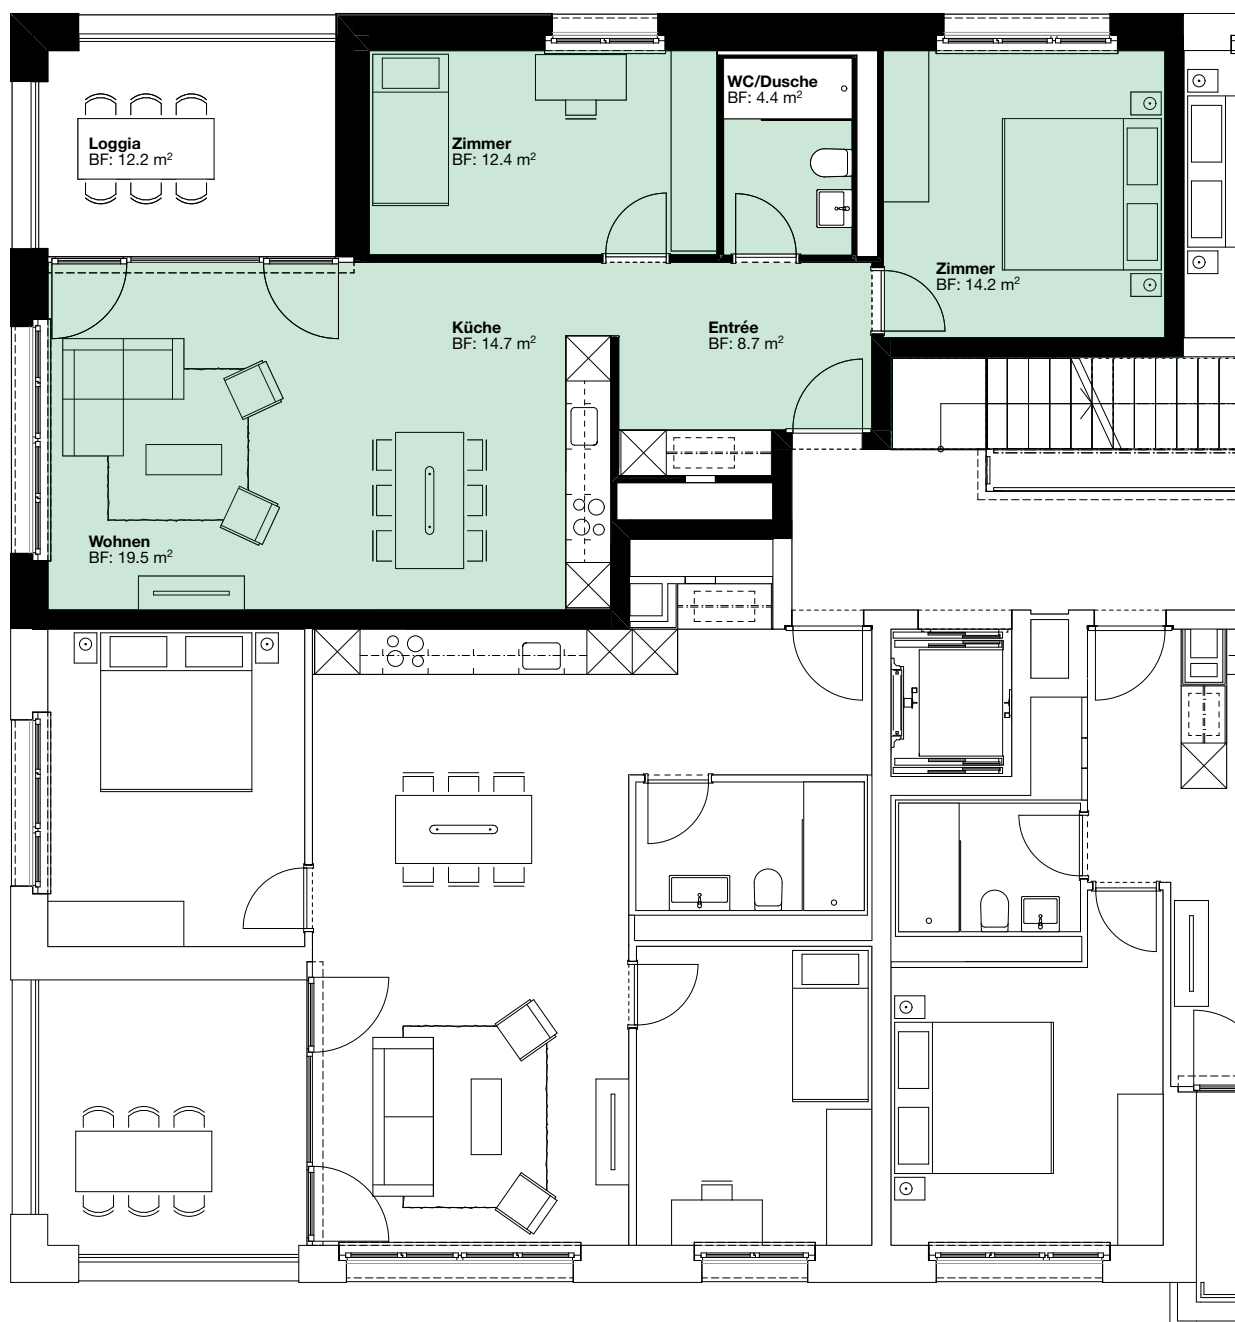 WC/Dusche
BF: 4.4 m²
Loggia
BF: 12.2 m²
Zimmer
BF: 12.4 m²
Zimmer
BF: 14.2 m²
Küche
BF: 14.7 m²
Entrée
BF: 8.7 m²
Wohnen
BF: 19.5 m²